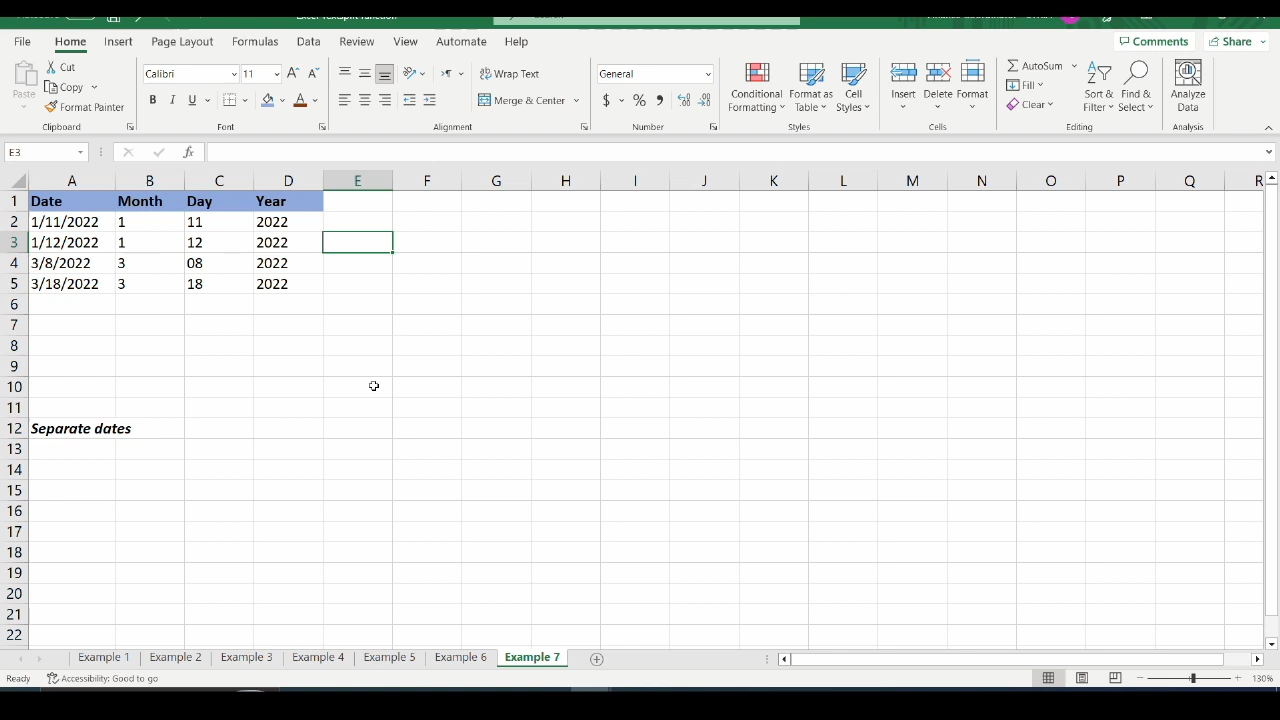 File Home Insert Page Layout Formulas Data Review View Automate Help Comments Share
Paste Cut Copy Format Painter
Calibri 11
B I U
Wrap Text
Merge & Center
General
$ % 
Conditional Formatting Format as Table Cell Styles
Insert Delete Format
AutoSum Fill Clear
Sort & Filter Find & Select
Analyze Data
Clipboard Font Alignment Number Styles Cells Editing Analysis
E3 fx
A B C D E F G H I J K L M N O P Q R
1 Date Month Day Year
2 1/11/2022 1 11 2022
3 1/12/2022 1 12 2022
4 3/8/2022 3 08 2022
5 3/18/2022 3 18 2022
6
7
8
9
10
11
12 Separate dates
13
14
15
16
17
18
19
20
21
22
Example 1 Example 2 Example 3 Example 4 Example 5 Example 6 Example 7
Ready Accessibility: Good to go 130%